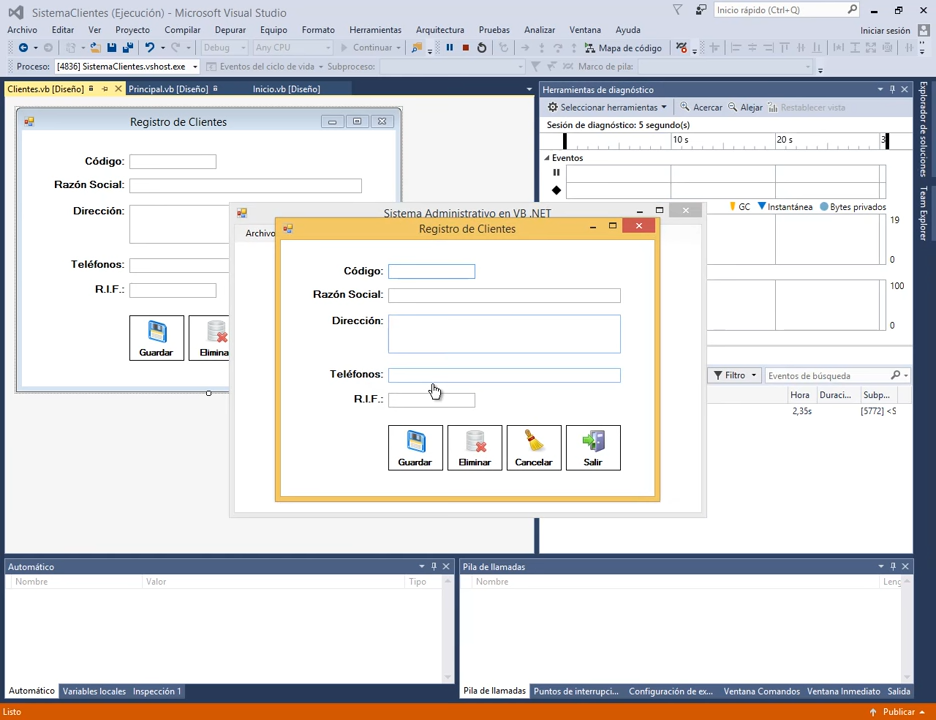 SistemaClientes (Ejecución) - Microsoft Visual Studio
Inicio rápido (Ctrl+Q)
Archivo Editar Ver Proyecto Compilar Depurar Equipo Formato Herramientas Arquitectura Pruebas Analizar Ventana Ayuda Iniciar sesión
Debug Any CPU Continuar Mapa de código
Proceso: [4836] SistemaClientes.vshost.exe Eventos del ciclo de vida Subproceso: Marco de pila:
Clientes.vb [Diseño] Principal.vb [Diseño] Inicio.vb [Diseño]
Herramientas de diagnóstico
Seleccionar herramientas Acercar Alejar Restablecer vista
Sesión de diagnóstico: 5 segundo(s)
10 s 20 s 3
Eventos
GC Instantánea Bytes privados
19
0
100
0
Filtro Eventos de búsqueda
Hora Duraci... Subp...
2,35s [5772] < S
Explorador de soluciones
Team Explorer
Registro de Clientes
Código:
Razón Social:
Dirección:
Teléfonos:
R.I.F.:
Guardar Elimina
Sistema Administrativo en VB .NET
Archivo
Registro de Clientes
Código:
Razón Social:
Dirección:
Teléfonos:
R.I.F.:
Guardar Eliminar Cancelar Salir
Automático
Nombre Valor Tipo
Automático Variables locales Inspección 1
Pila de llamadas
Nombre Leng
Pila de llamadas Puntos de interrupci... Configuración de ex... Ventana Comandos Ventana Inmediato Salida
Listo
Publicar